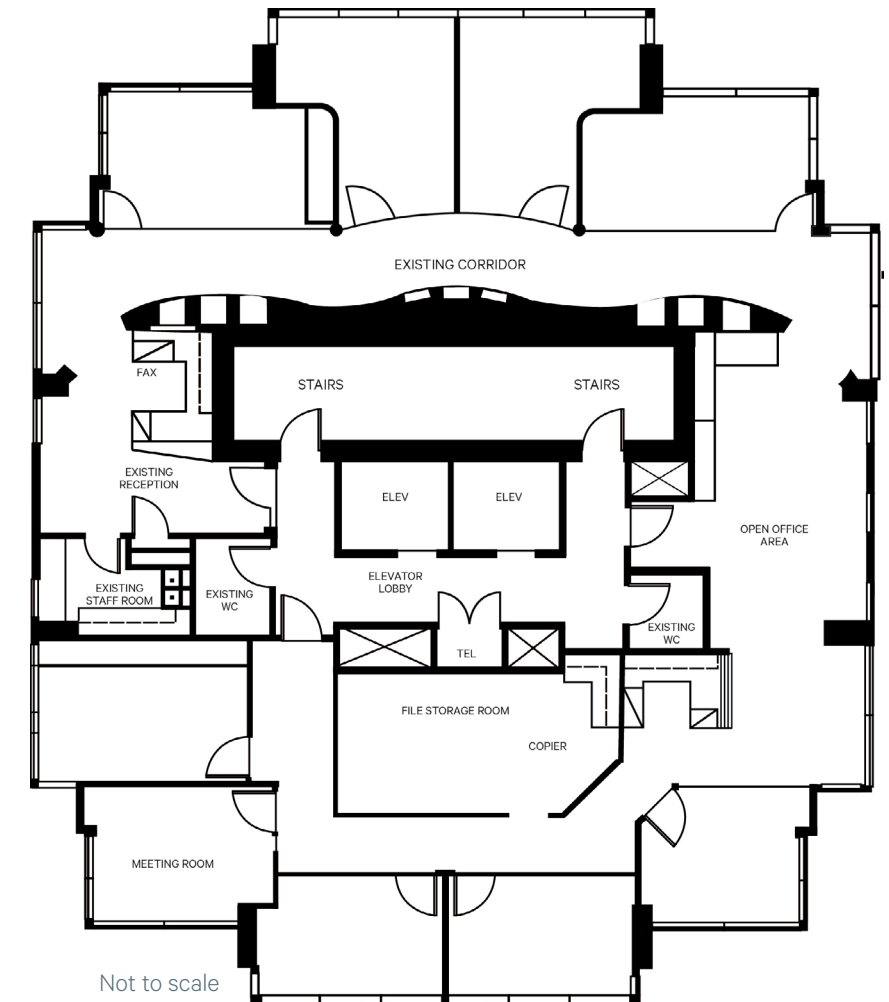 EXISTING CORRIDOR
STAIRS
STAIRS
FAX
EXISTING
RECEPTION
ELEV
ELEV
OPEN OFFICE
AREA
ELEVATOR
LOBBY
EXISTING
STAFF ROOM
EXISTING
WC
EXISTING
WC
TEL
FILE STORAGE ROOM
COPIER
MEETING ROOM
Not to scale